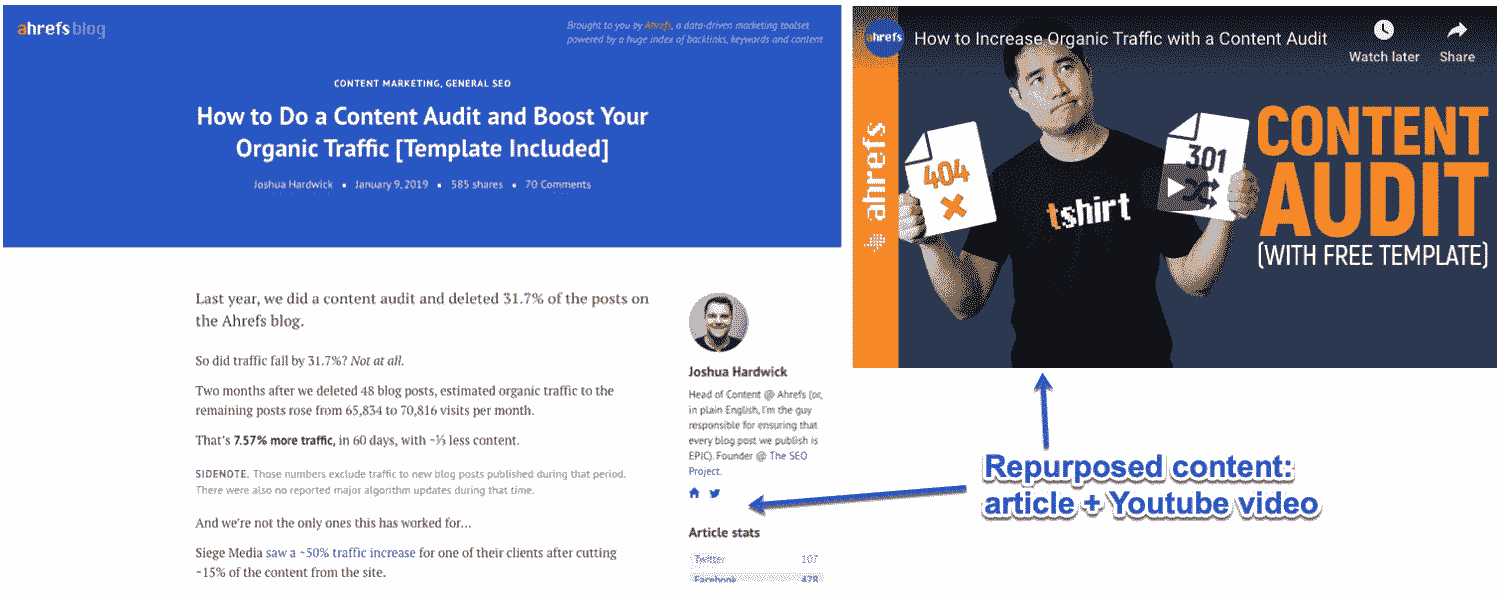 ahrefsblog
Brought to you by Ahrefs, a data-driven marketing toolset
powered by a huge index of backlinks, keywords and content
CONTENT MARKETING, GENERAL SEO
How to Do a Content Audit and Boost Your
Organic Traffic [Template Included]
Joshua Hardwick • January 9, 2019 • 585 shares • 70 Comments
Last year, we did a content audit and deleted 31.7% of the posts on
the Ahrefs blog.
So did traffic fall by 31.7%? Not at all.
Two months after we deleted 48 blog posts, estimated organic traffic to the
remaining posts rose from 65,834 to 70,816 visits per month.
That's 7.57% more traffic, in 60 days, with ~⅓ less content.
SIDENOTE. Those numbers exclude traffic to new blog posts published during that period.
There were also no reported major algorithm updates during that time.
And we're not the only ones this has worked for…
Siege Media saw a ~50% traffic increase for one of their clients after cutting
~15% of the content from the site.
Joshua Hardwick
Head of Content @ Ahrefs (or,
in plain English, I'm the guy
responsible for ensuring that
every blog post we publish is
EPIC). Founder @ The SEO
Project.
Article stats
Twitter 107
Facebook 478
ahrefs
How to Increase Organic Traffic with a Content Audit
Watch later
Share
ahrefs
404
301
tshirt
CONTENT
AUDIT
(WITH FREE TEMPLATE)
Repurposed content:
article + Youtube video